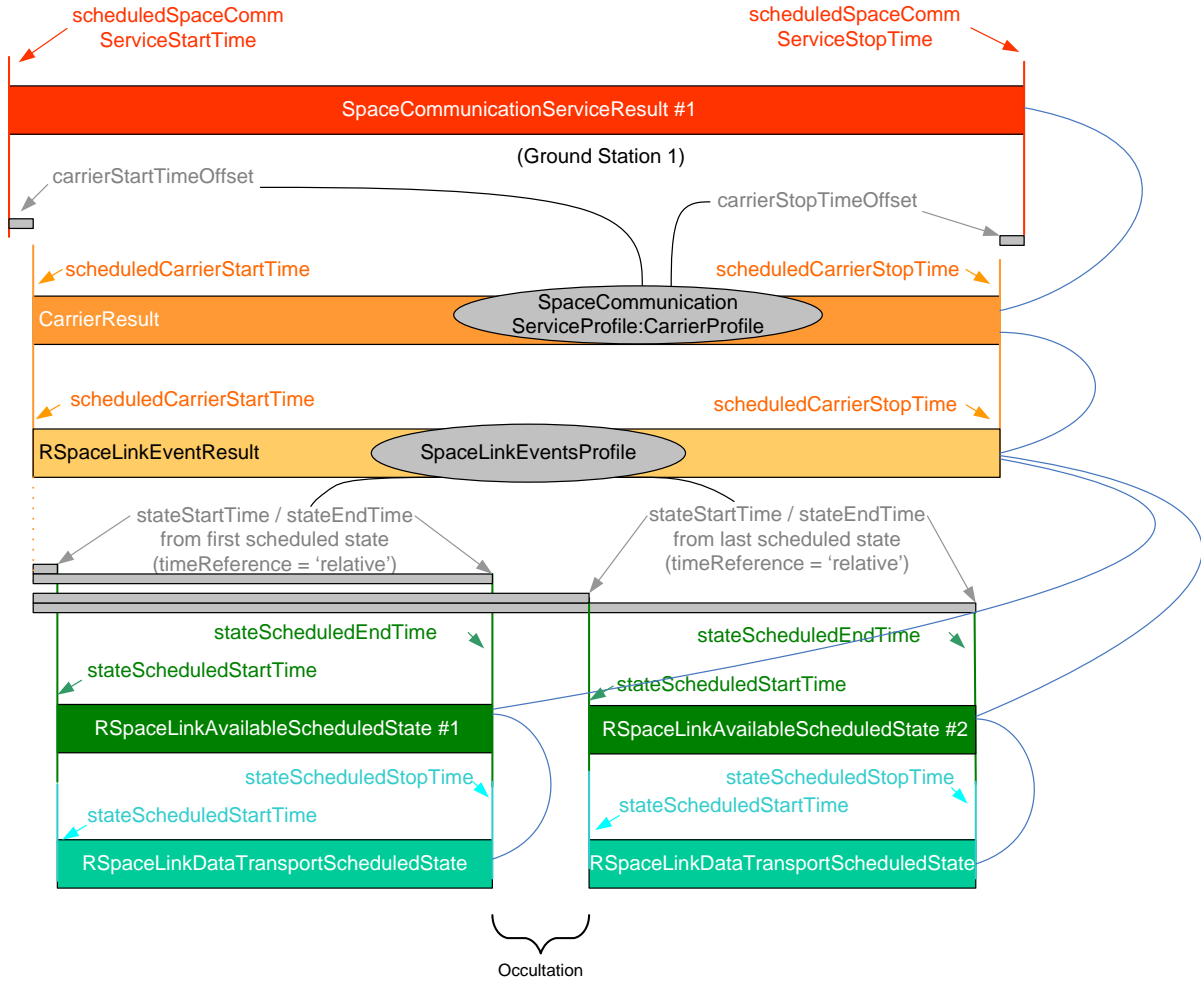 scheduledSpaceComm
ServiceStartTime
scheduledSpaceComm
ServiceStopTime
SpaceCommunicationServiceResult #1
(Ground Station 1)
carrierStartTimeOffset
carrierStopTimeOffset
scheduledCarrierStartTime
scheduledCarrierStopTime
CarrierResult
SpaceCommunication
ServiceProfile:CarrierProfile
scheduledCarrierStartTime
scheduledCarrierStopTime
RSpaceLinkEventResult
SpaceLinkEventsProfile
stateStartTime / stateEndTime
from first scheduled state
(timeReference = ‘relative’)
stateStartTime / stateEndTime
from last scheduled state
(timeReference = ‘relative’)
stateScheduledEndTime
stateScheduledEndTime
stateScheduledStartTime
stateScheduledStartTime
RSpaceLinkAvailableScheduledState #1
RSpaceLinkAvailableScheduledState #2
stateScheduledStopTime
stateScheduledStopTime
stateScheduledStartTime
stateScheduledStartTime
RSpaceLinkDataTransportScheduledState
RSpaceLinkDataTransportScheduledState
Occultation